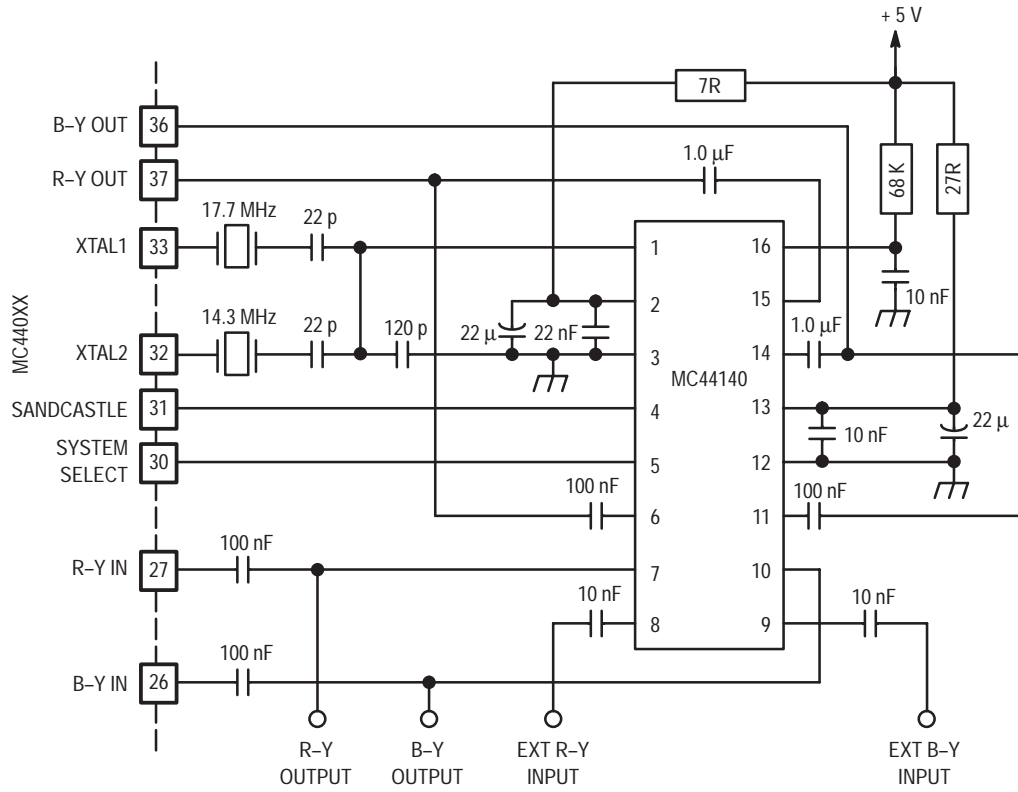 + 5 V
7R
B–Y OUT
36
R–Y OUT
37
1.0 μF
68 K
27R
17.7 MHz
22 p
XTAL1
33
1
16
10 nF
2
15
MC440XX
14.3 MHz
22 p
120 p
22 μ
22 nF
1.0 μF
XTAL2
32
3
14
MC44140
SANDCASTLE
31
4
13
22 μ
10 nF
SYSTEM
SELECT
30
5
12
100 nF
100 nF
6
11
100 nF
R–Y IN
27
7
10
10 nF
10 nF
8
9
100 nF
B–Y IN
26
R–Y
OUTPUT
B–Y
OUTPUT
EXT R–Y
INPUT
EXT B–Y
INPUT